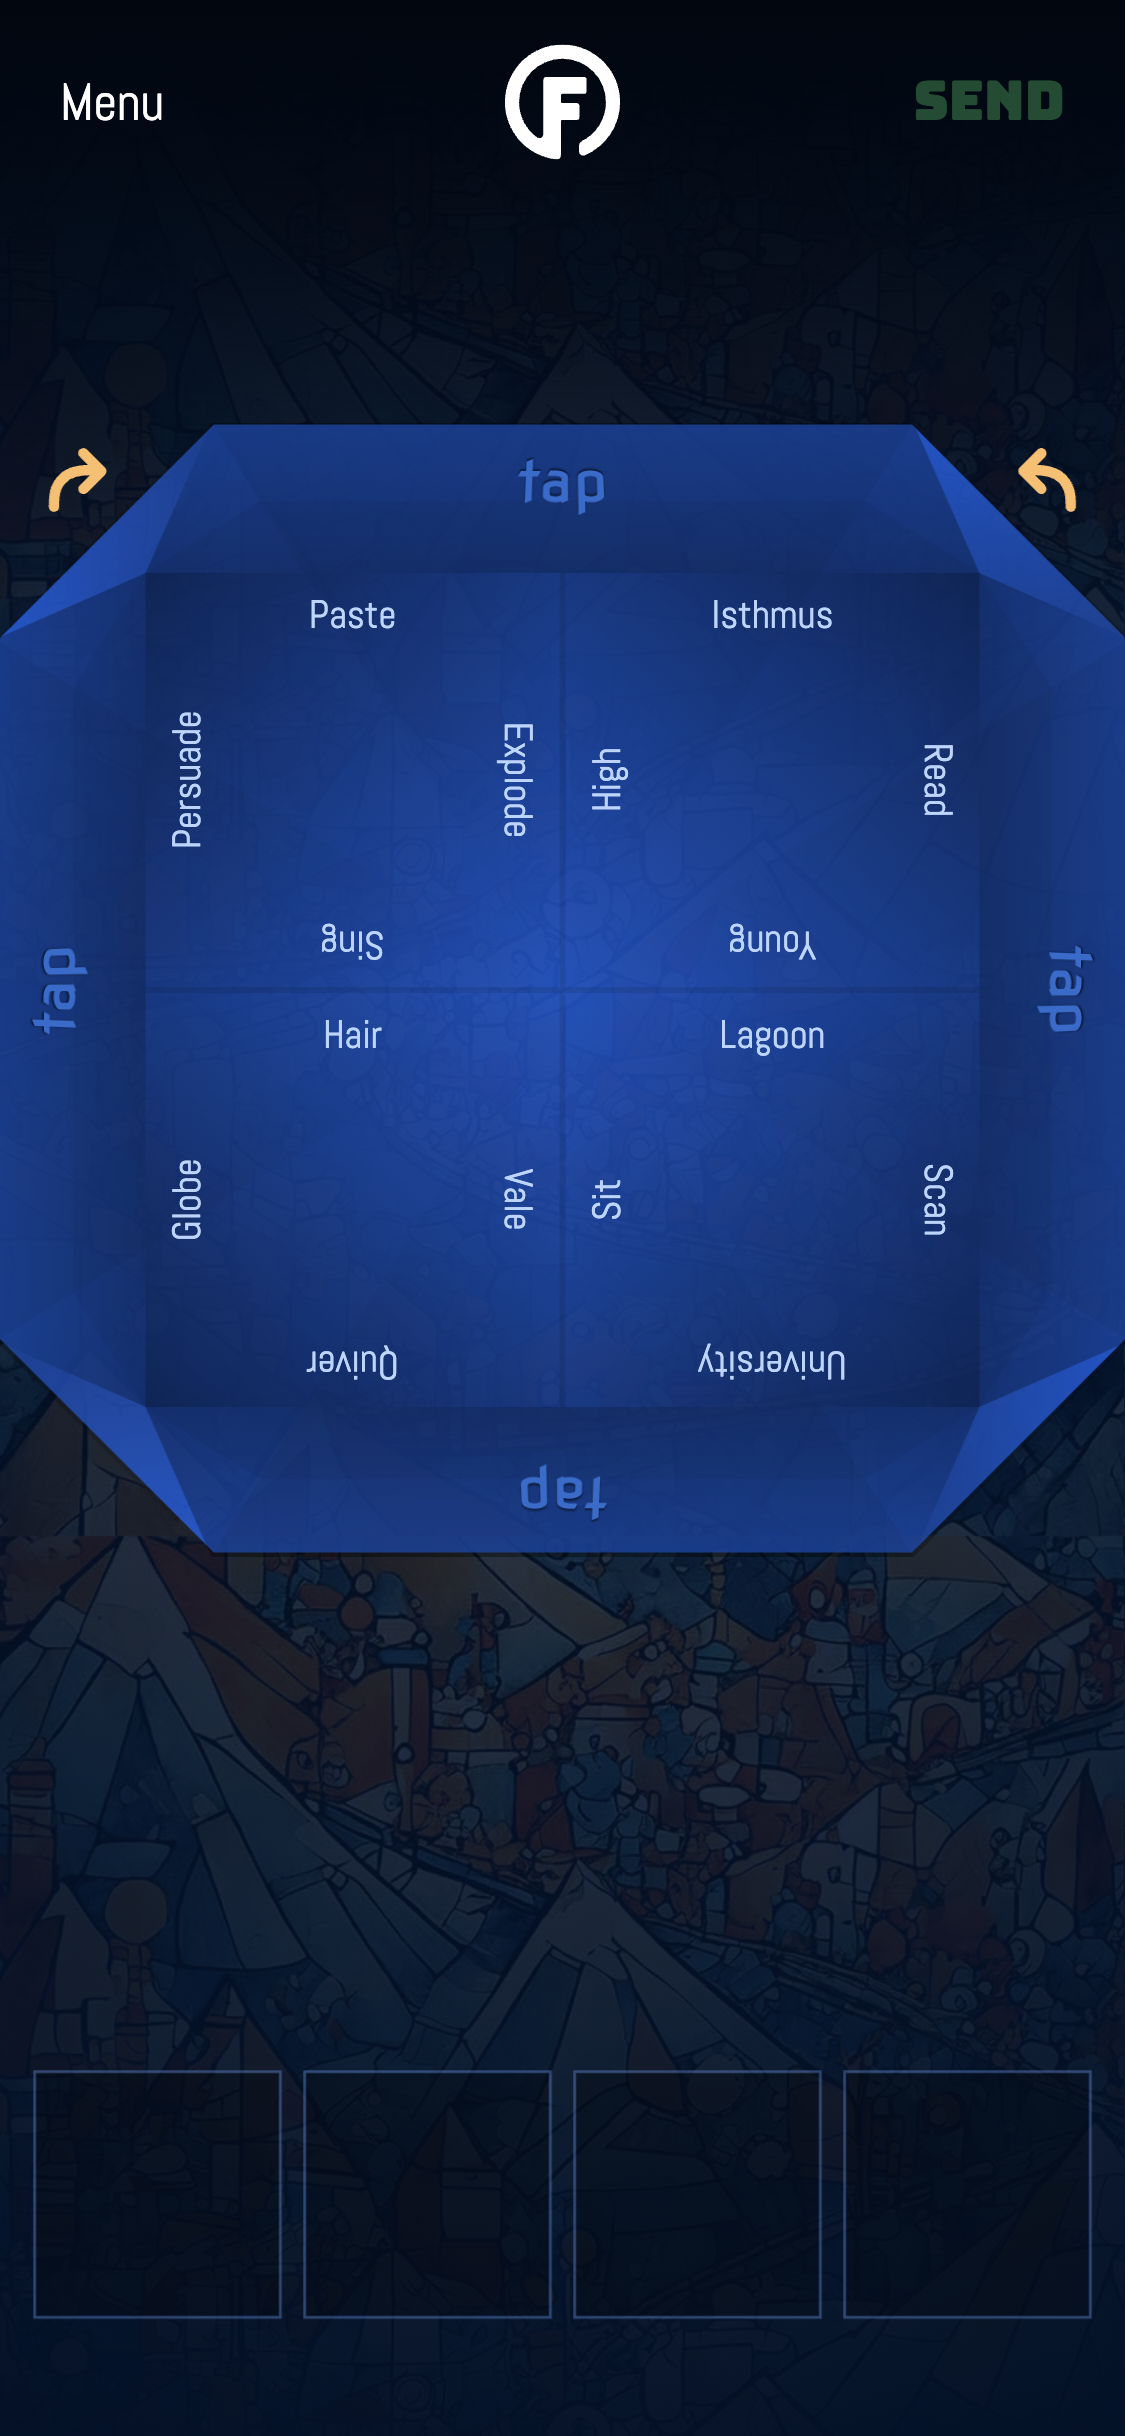 Menu
F
SEND
tap
Paste
Isthmus
Persuade
Explode
High
Read
Sing
Young
tap
tap
Hair
Lagoon
Globe
Vale
Sit
Scan
Quiver
University
tap